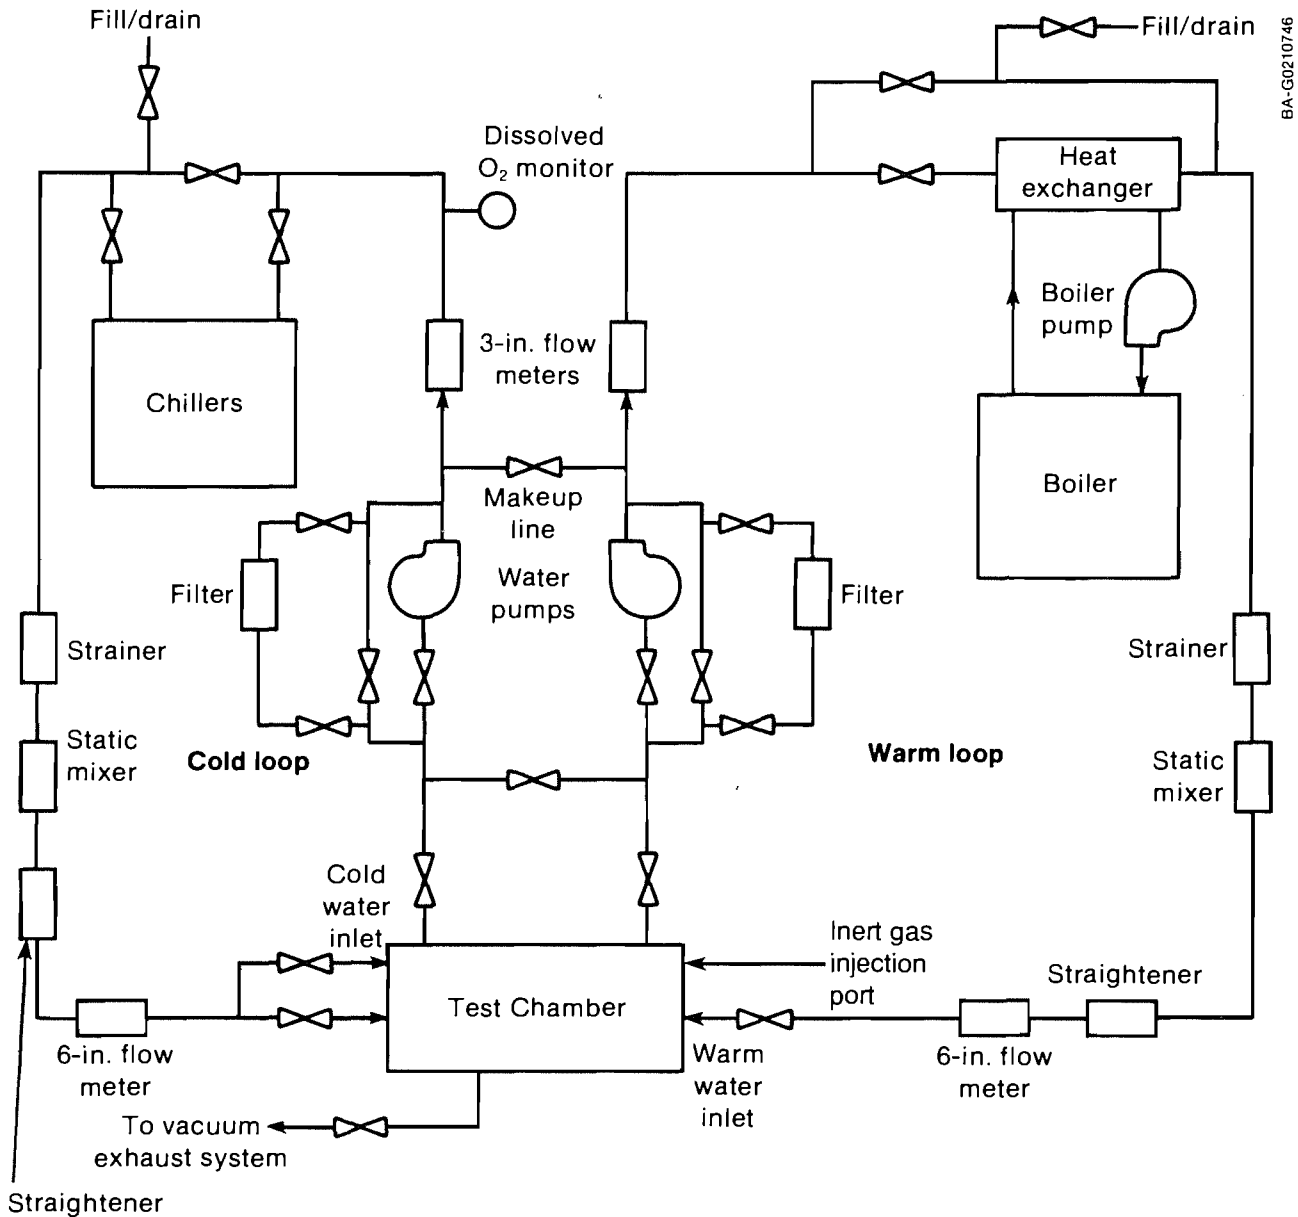 Fill/drain
Fill/drain
BA-G0210746
Dissolved
O₂ monitor
Heat
exchanger
Boiler
pump
3-in. flow
meters
Chillers
Makeup
line
Boiler
Filter
Water
pumps
Filter
Strainer
Strainer
Static
mixer
Cold loop
Warm loop
Static
mixer
Cold
water
inlet
Inert gas
injection
port
Straightener
Test Chamber
6-in. flow
meter
Warm
water
inlet
6-in. flow
meter
To vacuum
exhaust system
Straightener